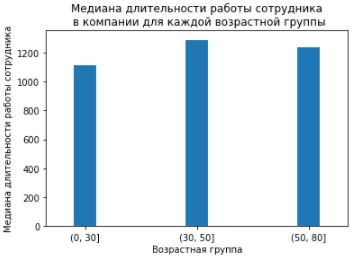 Медиана длительности работы сотрудника
в компании для каждой возрастной группы
Медиана длительности работы сотрудника
1200
1000
800
600
400
200
0
(0, 30]
(30, 50]
(50, 80]
Возрастная группа